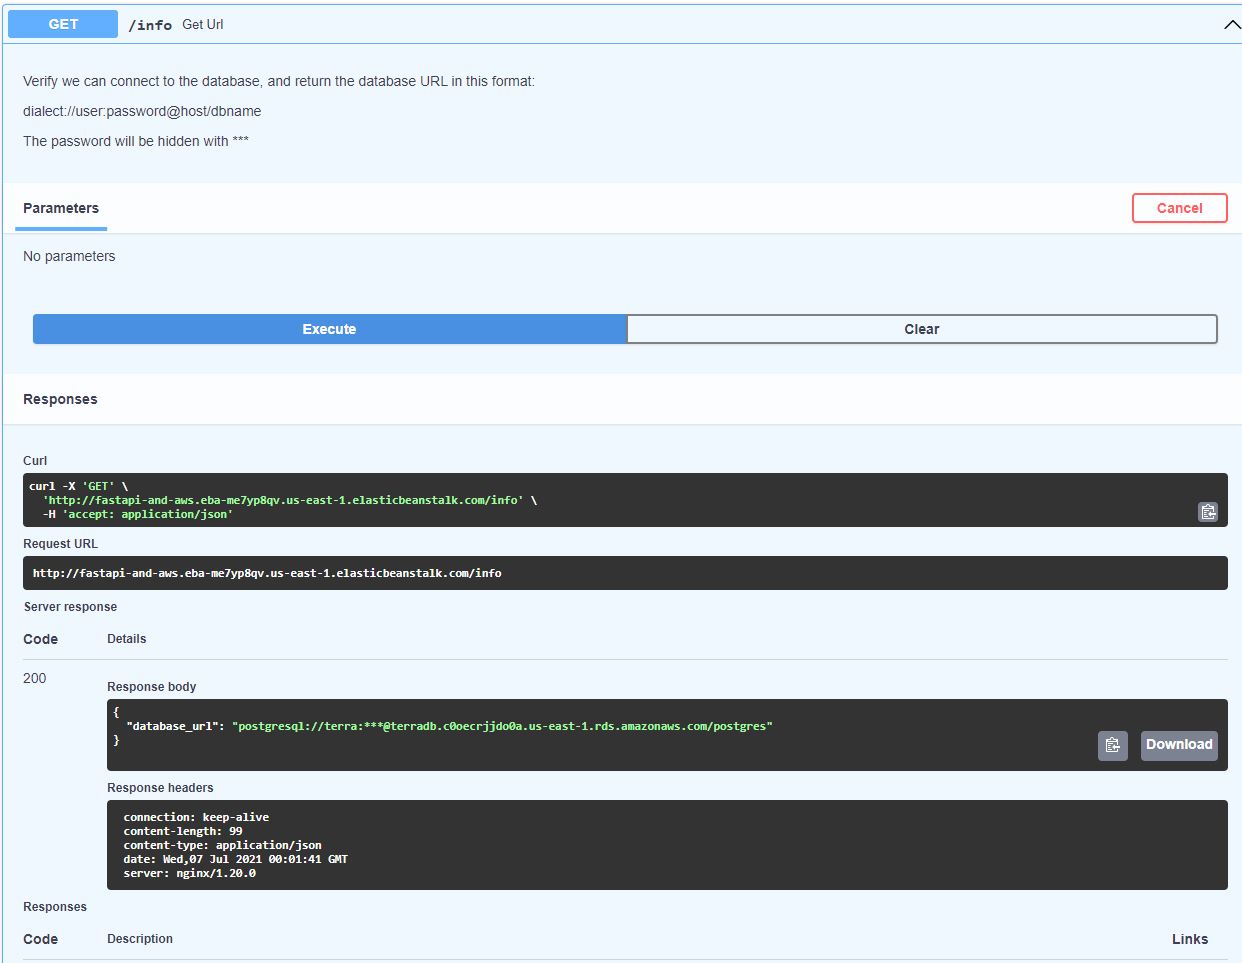 GET /info Get Url
Verify we can connect to the database, and return the database URL in this format:
dialect://user:password@host/dbname
The password will be hidden with ***
Parameters Cancel
No parameters
Execute Clear
Responses
Curl
curl -X 'GET' \
'http://fastapi-and-aws.eba-me7yp8qv.us-east-1.elasticbeanstalk.com/info' \
-H 'accept: application/json'
Request URL
http://fastapi-and-aws.eba-me7yp8qv.us-east-1.elasticbeanstalk.com/info
Server response
Code Details
200
Response body
{
"database_url": "postgresql://terra:***@terradb.c0oecrjjdo0a.us-east-1.rds.amazonaws.com/postgres"
}
Download
Response headers
connection: keep-alive
content-length: 99
content-type: application/json
date: Wed,07 Jul 2021 00:01:41 GMT
server: nginx/1.20.0
Responses
Code Description Links